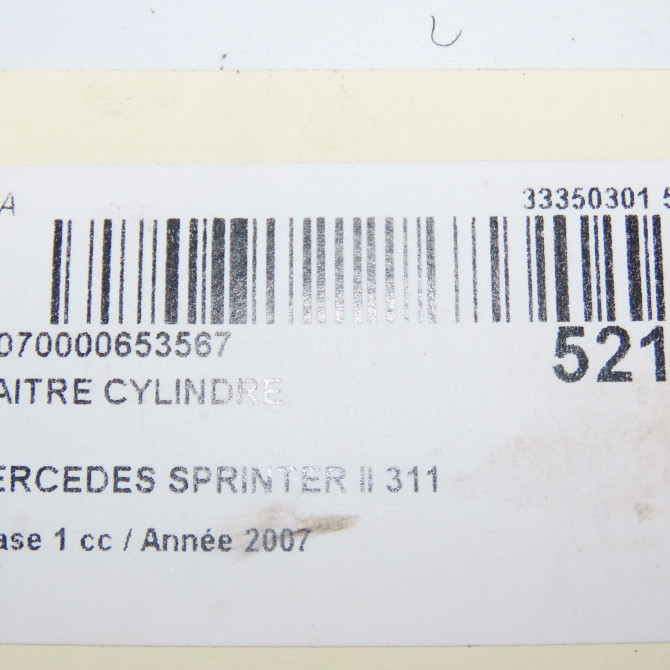 A 33350301 5
070000653567 521
AITRE CYLINDRE
ERCEDES SPRINTER II 311
ase 1 cc / Année 2007